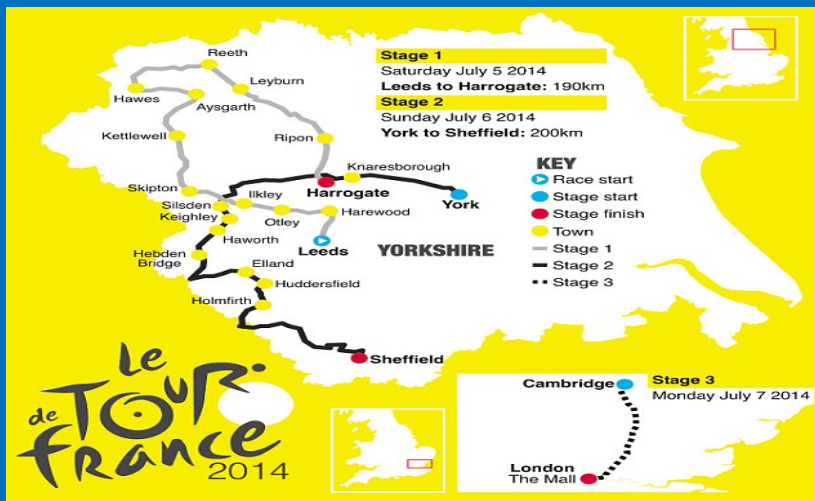 Stage 1
Saturday July 5 2014
Leeds to Harrogate: 190km
Stage 2
Sunday July 6 2014
York to Sheffield: 200km
Reeth
Leyburn
Hawes
Aysgarth
Kettlewell
Ripon
Knaresborough
Skipton
Harrogate
York
Silsden
Ilkley
Keighley
Otley
Harewood
Haworth
Leeds
YORKSHIRE
Hebden
Bridge
Elland
Huddersfield
Holmfirth
Sheffield
KEY
Race start
Stage start
Stage finish
Town
Stage 1
Stage 2
Stage 3
Le
de TOUR
France
2014
Cambridge
Stage 3
Monday July 7 2014
London
The Mall